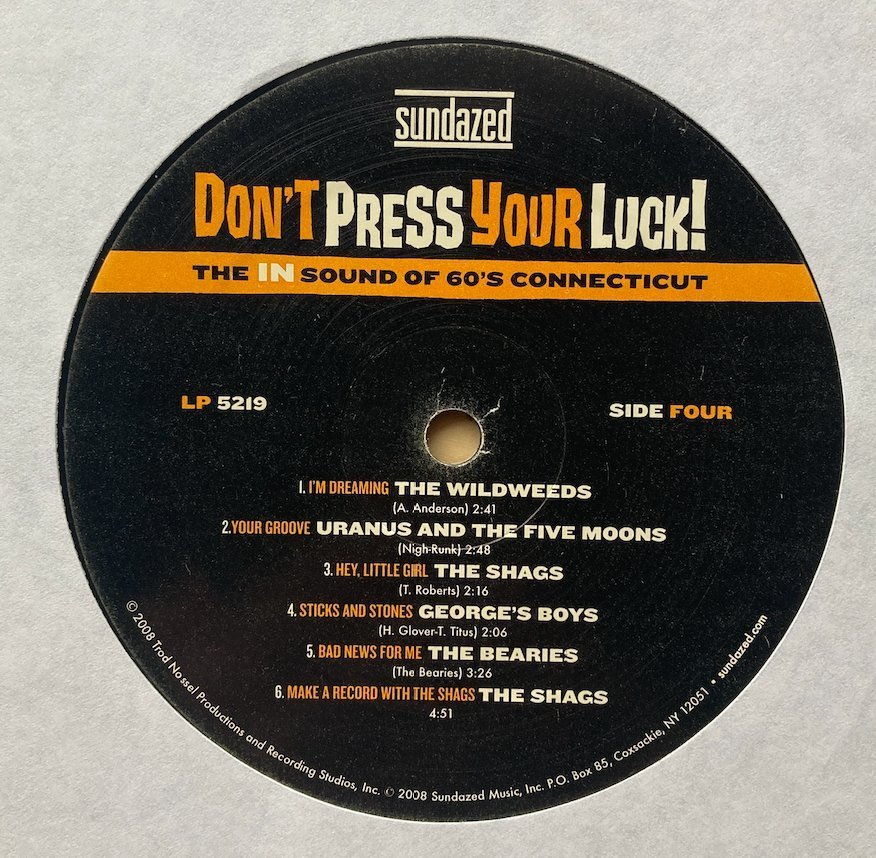 sundazed
DON'T PRESS YOUR LUCK!
THE IN SOUND OF 60'S CONNECTICUT
LP 5219
SIDE FOUR
1. I'M DREAMING THE WILDWEEDS
(A. Anderson) 2:41
2.YOUR GROOVE URANUS AND THE FIVE MOONS
(Nigh-Runk) 2:48
3. HEY, LITTLE GIRL THE SHAGS
(T. Roberts) 2:16
4. STICKS AND STONES GEORGE'S BOYS
(H. Glover-T. Titus) 2:06
5. BAD NEWS FOR ME THE BEARIES
(The Bearies) 3:26
6. MAKE A RECORD WITH THE SHAGS THE SHAGS
4:51
© 2008 Trod Nossel Productions and Recording Studios, Inc. © 2008 Sundazed Music, Inc. P.O. Box 85, Coxsackie, NY 12051 • sundazed.com